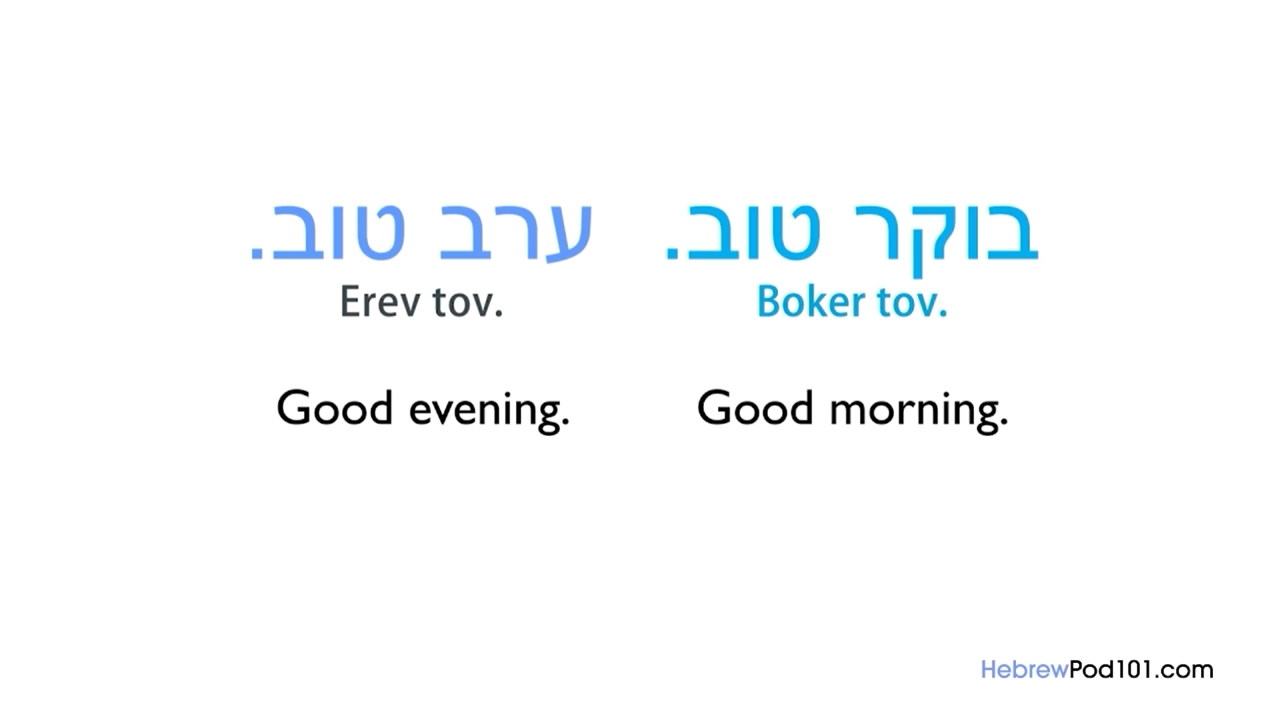 ערב טוב.
Erev tov.
Good evening.
בוקר טוב.
Boker tov.
Good morning.
HebrewPod101.com